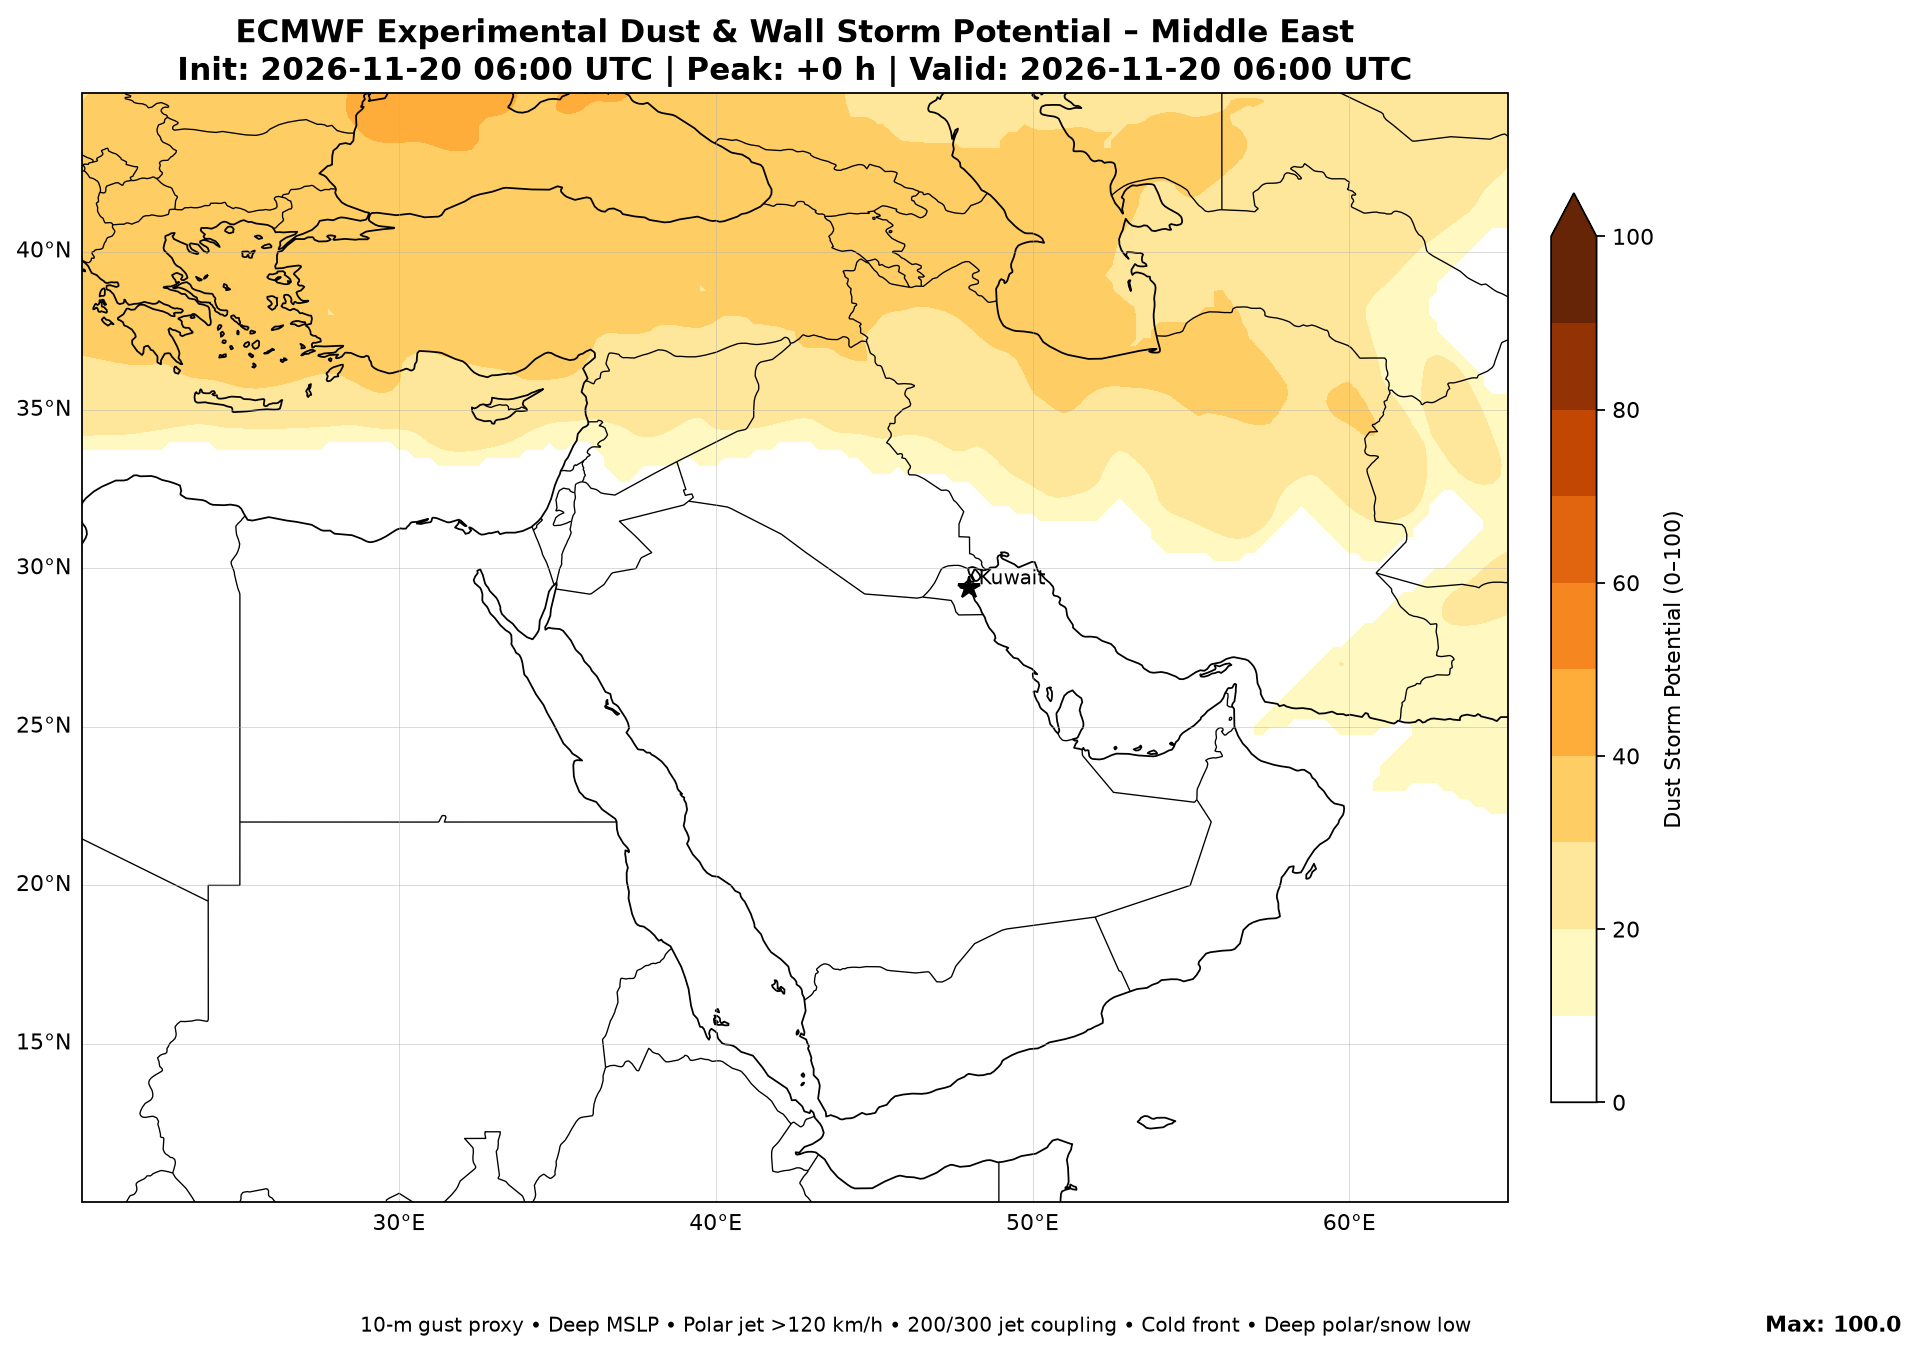 ECMWF Experimental Dust & Wall Storm Potential – Middle East
Init: 2026-11-20 06:00 UTC | Peak: +0 h | Valid: 2026-11-20 06:00 UTC
40°N
35°N
30°N
25°N
20°N
15°N
Kuwait
30°E
40°E
50°E
60°E
100
80
60
40
20
0
Dust Storm Potential (0–100)
10-m gust proxy • Deep MSLP • Polar jet >120 km/h • 200/300 jet coupling • Cold front • Deep polar/snow low
Max: 100.0